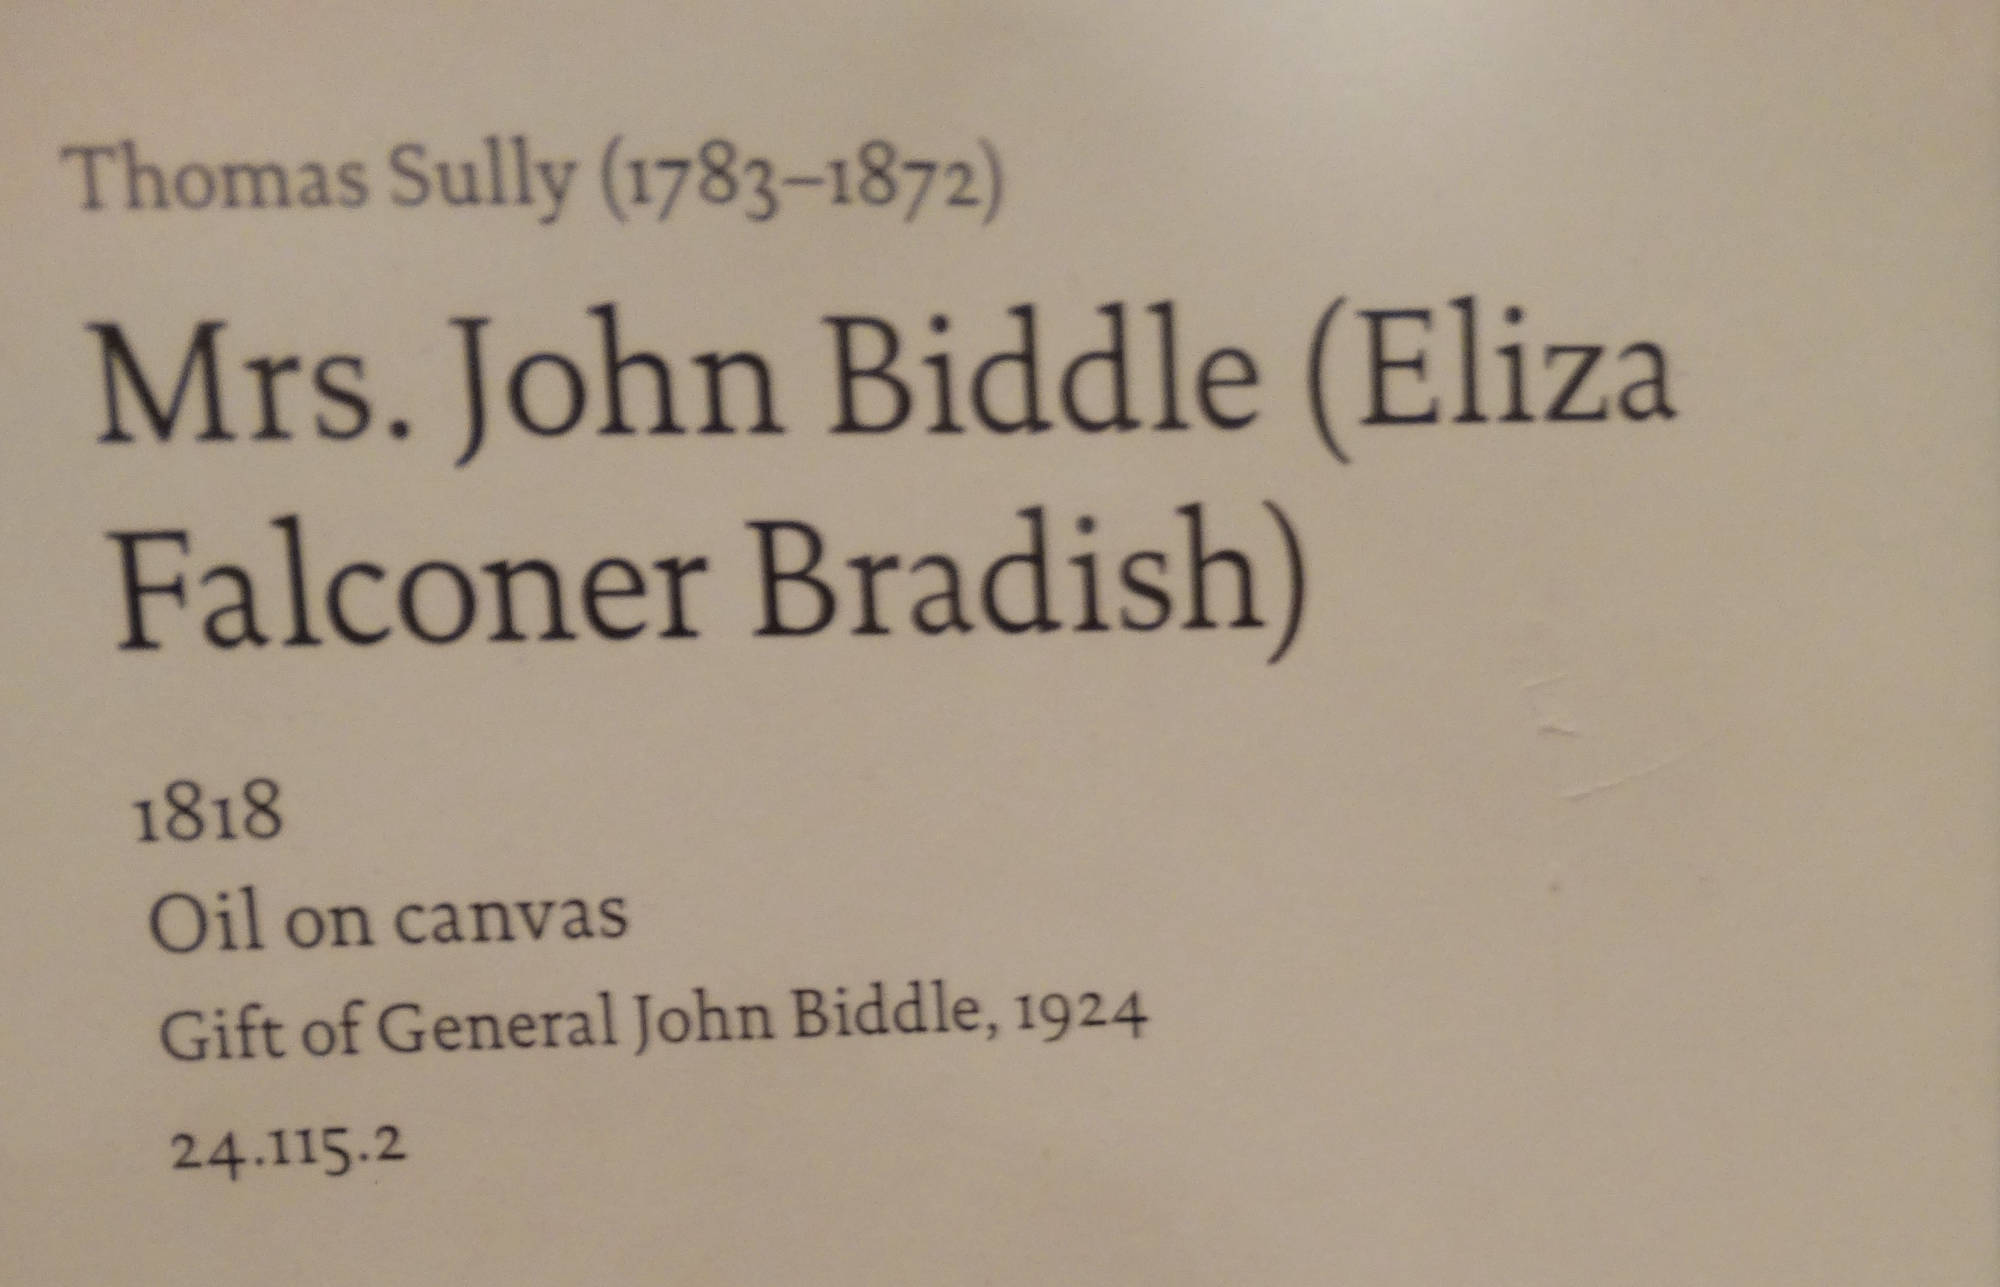 Thomas Sully (1783–1872)
Mrs. John Biddle (Eliza
Falconer Bradish)
1818
Oil on canvas
Gift of General John Biddle, 1924
24.115.2